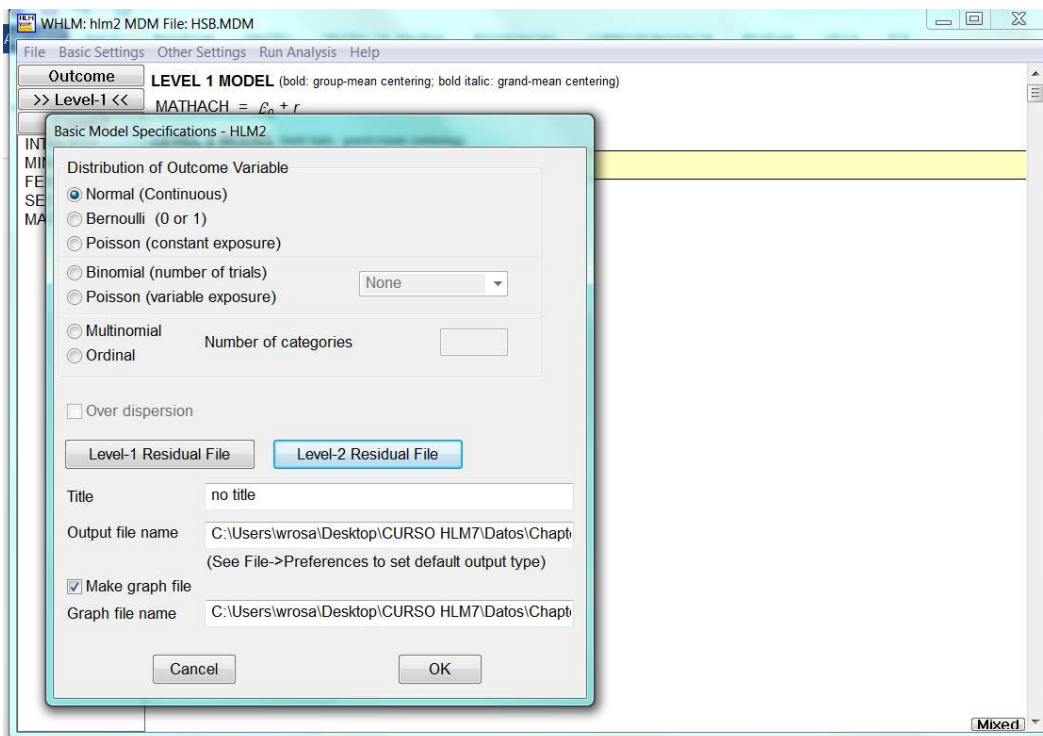 WHLM: hlm2 MDM File: HSB.MDM
File Basic Settings Other Settings Run Analysis Help
Outcome
LEVEL 1 MODEL (bold: group-mean centering; bold italic: grand-mean centering)
>> Level-1 <<
MATHACH = β₀ + r
Basic Model Specifications - HLM2
INT
MIN
FE
SE
MA
Distribution of Outcome Variable
Normal (Continuous)
Bernoulli (0 or 1)
Poisson (constant exposure)
Binomial (number of trials)
None
Poisson (variable exposure)
Multinomial
Number of categories
Ordinal
Over dispersion
Level-1 Residual File
Level-2 Residual File
Title
no title
Output file name
C:\Users\wrosa\Desktop\CURSO HLM7\Datos\Chapt
(See File->Preferences to set default output type)
Make graph file
Graph file name
C:\Users\wrosa\Desktop\CURSO HLM7\Datos\Chapt
Cancel
OK
Mixed